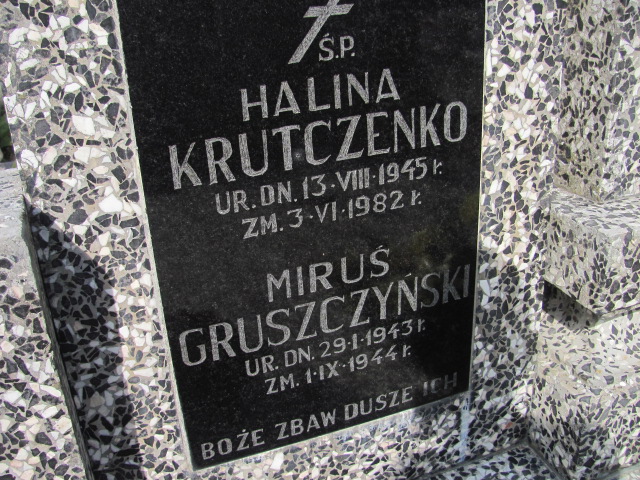 Ś.P.
HALINA
KRUTCZENKO
UR. DN. 13·VIII·1945 r.
ZM. 3·VI·1982 r.
MIRUŚ
GRUSZCZYŃSKI
UR. DN. 29·I·1943 r.
ZM. 1·IX·1944 r.
BOŻE ZBAW DUSZE ICH